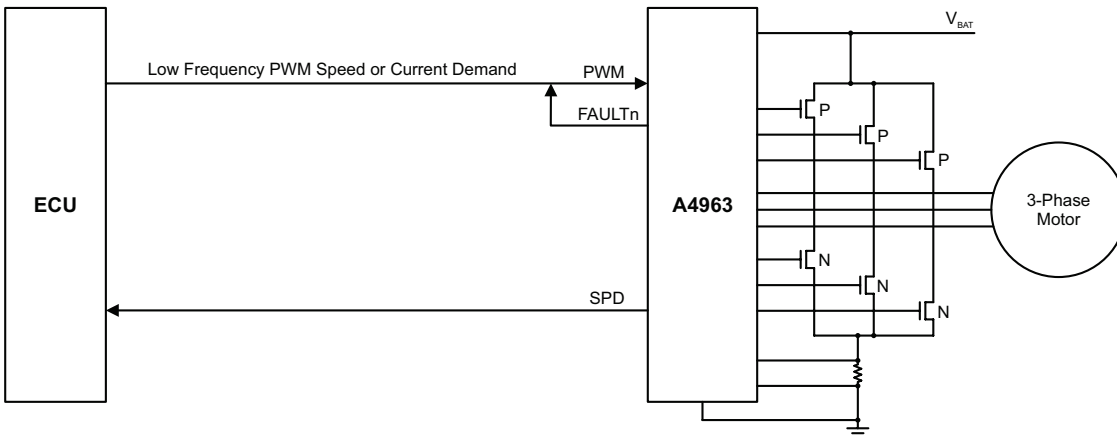 V_BAT
Low Frequency PWM Speed or Current Demand
PWM
FAULTn
P
P
P
ECU
A4963
3-Phase
Motor
N
N
N
SPD